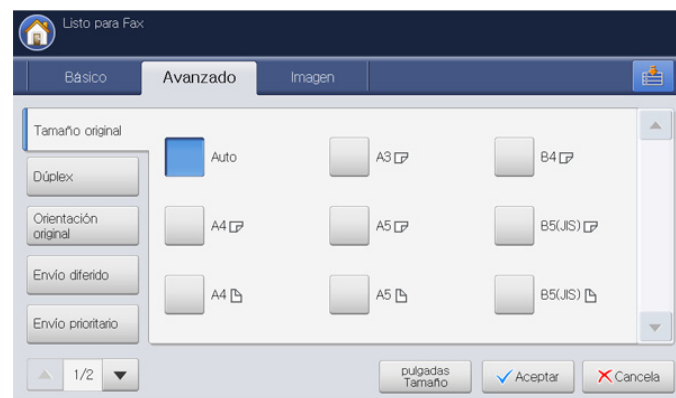 Listo para Fax
Básico
Avanzado
Imagen
Tamaño original
Dúplex
Orientación
original
Envío diferido
Envío prioritario
1/2
Auto
A3
B4
A4
A5
B5(JIS)
A4
A5
B5(JIS)
pulgadas
Tamaño
Aceptar
Cancela